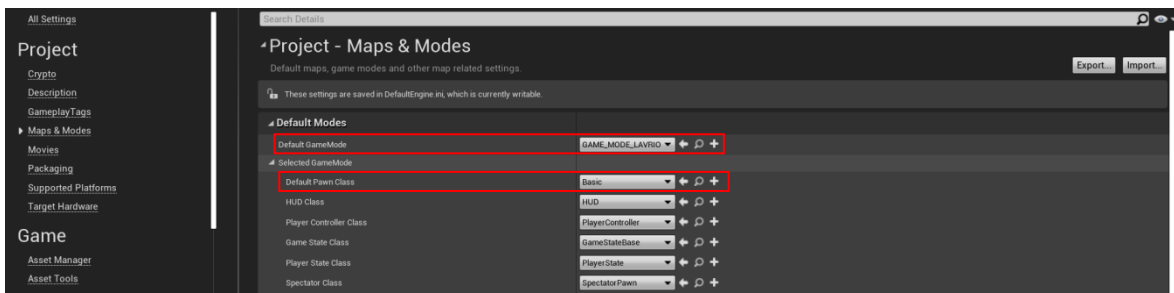 All Settings
Project
Crypto
Description
GameplayTags
Maps & Modes
Movies
Packaging
Supported Platforms
Target Hardware
Game
Asset Manager
Asset Tools
Search Details
Project - Maps & Modes
Default maps, game modes and other map related settings.
Export... Import...
These settings are saved in DefaultEngine.ini, which is currently writable.
Default Modes
Default GameMode GAME_MODE_LAVRIO
Selected GameMode
Default Pawn Class Basic
HUD Class HUD
Player Controller Class PlayerController
Game State Class GameStateBase
Player State Class PlayerState
Spectator Class SpectatorPawn